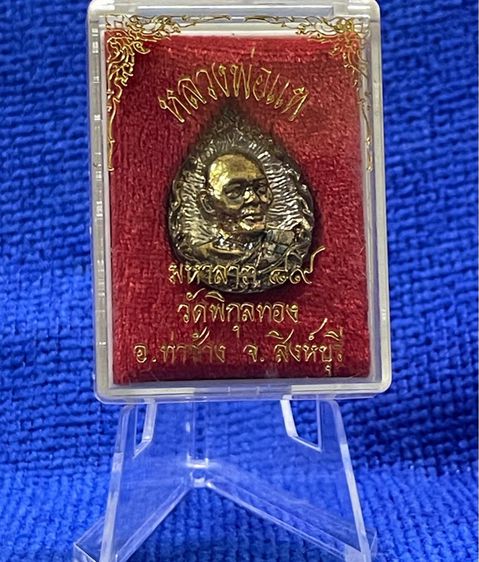 หลวงพ่อแพ
มหาลาภ ๔๙
วัดพิกุลทอง
อ.ท่าช้าง จ.สิงห์บุรี